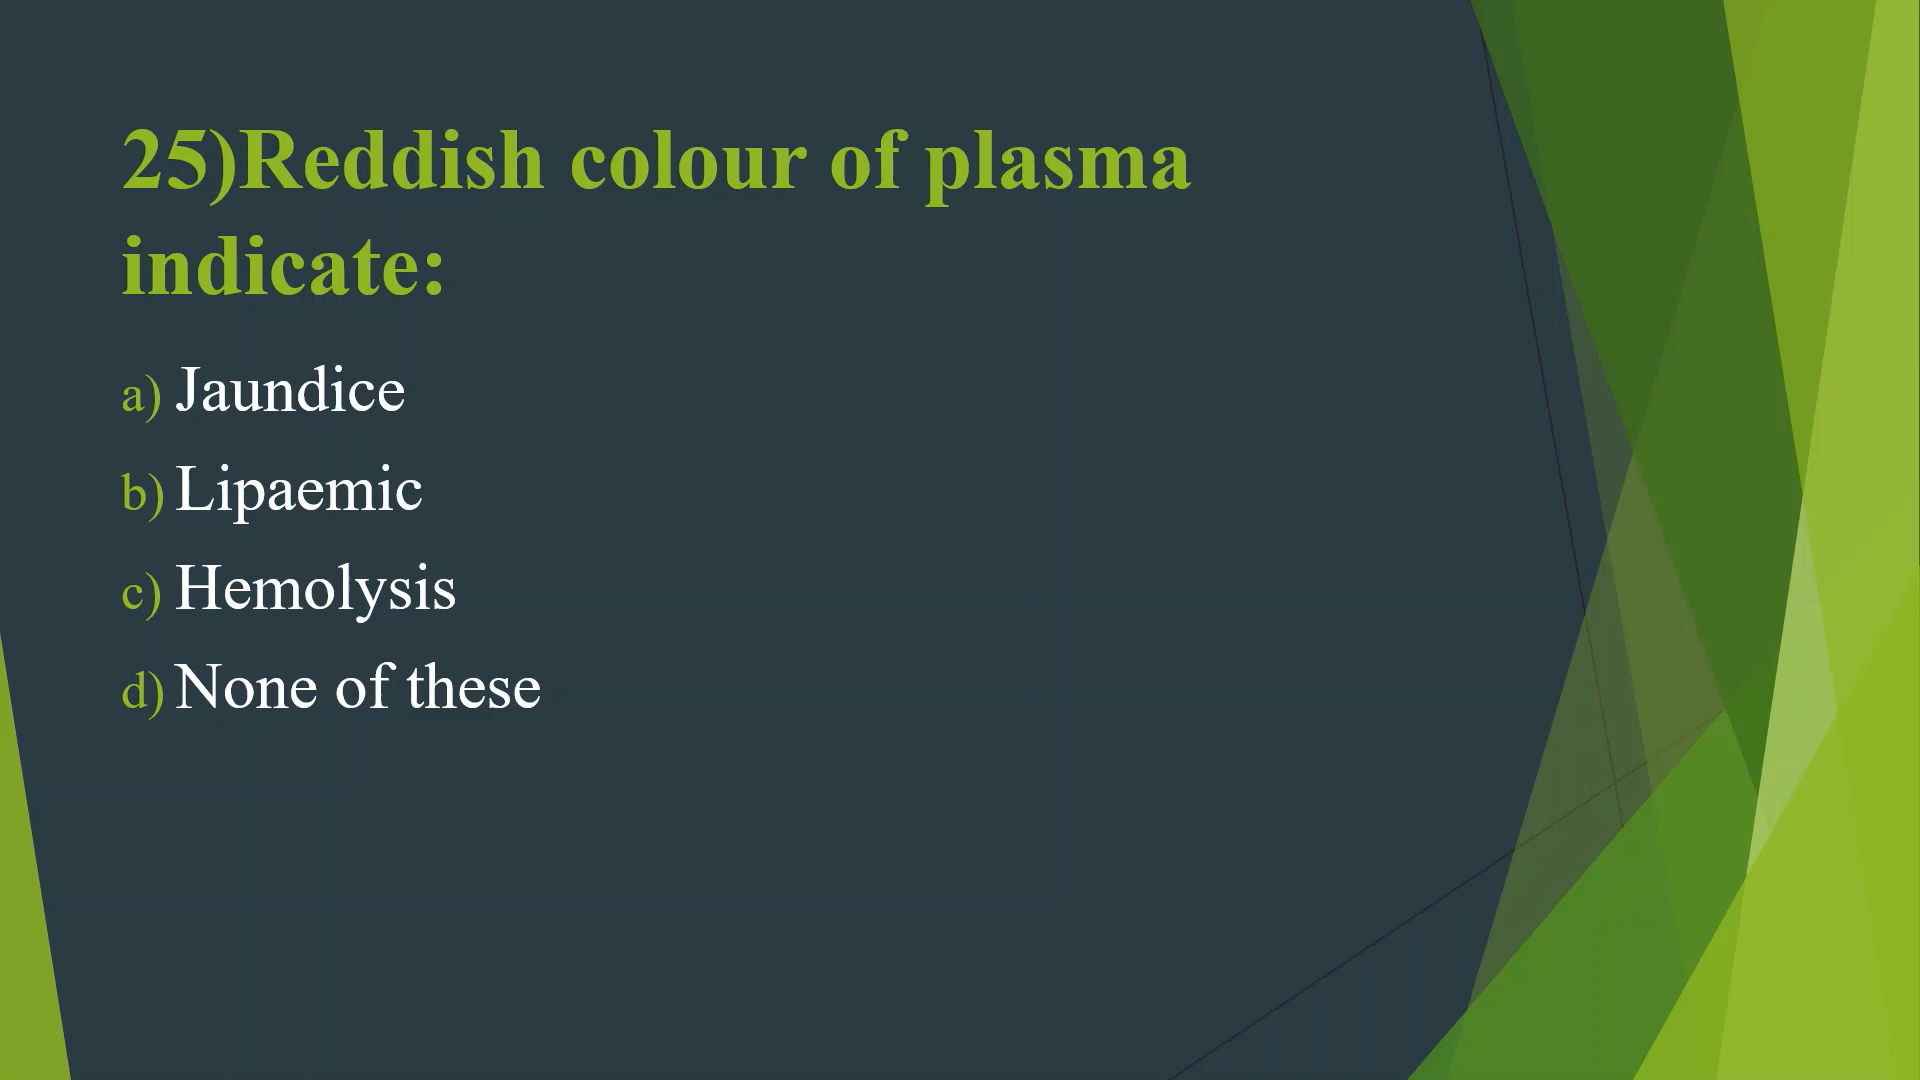 25)Reddish colour of plasma
indicate:
a) Jaundice
b) Lipaemic
c) Hemolysis
d) None of these